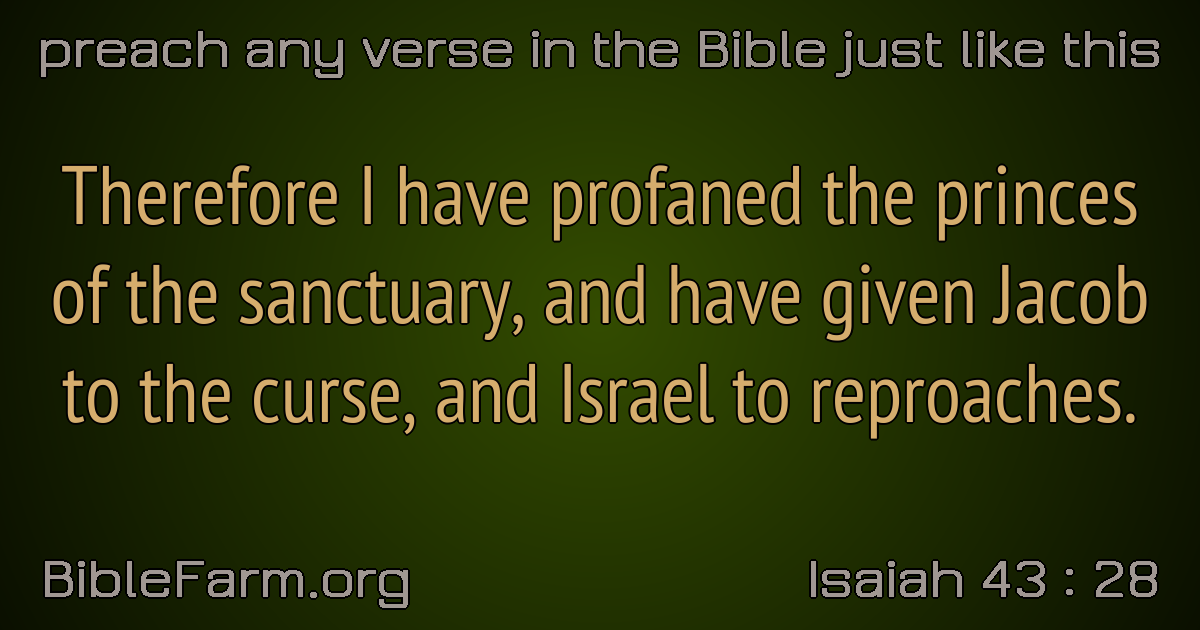 preach any verse in the Bible just like this
Therefore I have profaned the princes
of the sanctuary, and have given Jacob
to the curse, and Israel to reproaches.
BibleFarm.org
Isaiah 43 : 28